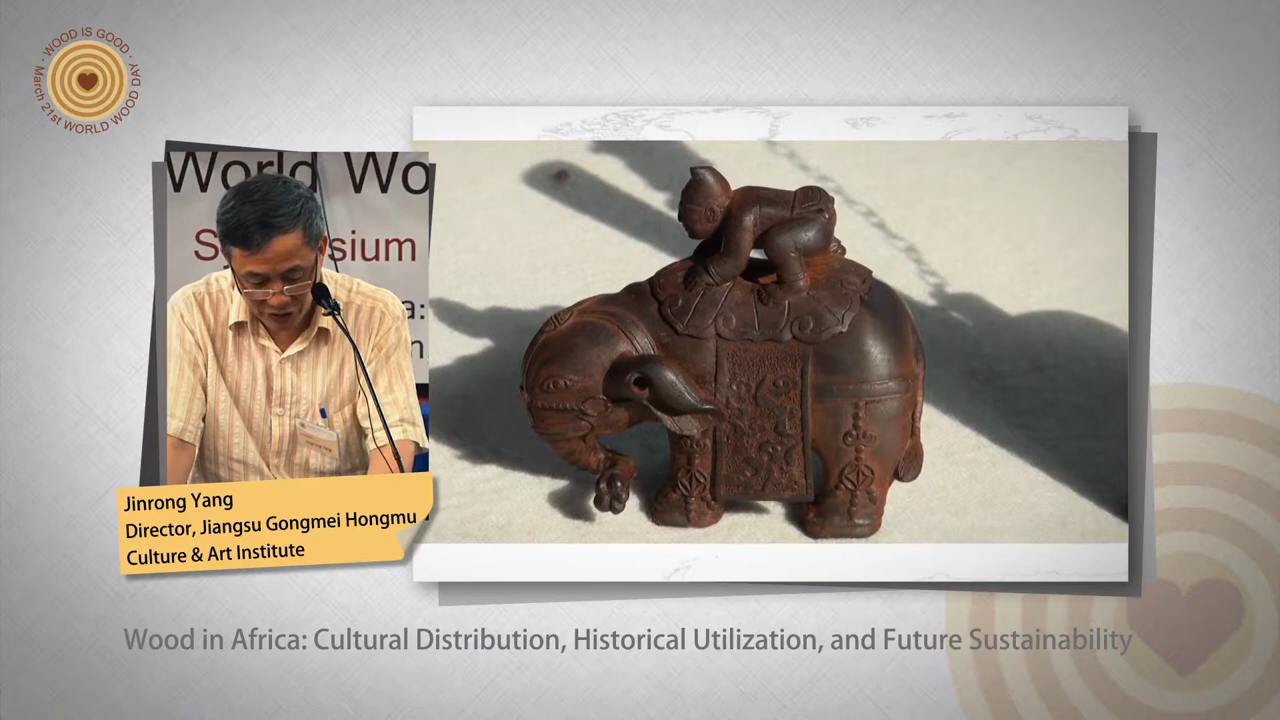 WOOD IS GOOD · March 21st WORLD WOOD DAY ·
World Wo
sium
a:
n
Jinrong Yang
Director, Jiangsu Gongmei Hongmu
Culture & Art Institute
Wood in Africa: Cultural Distribution, Historical Utilization, and Future Sustainability